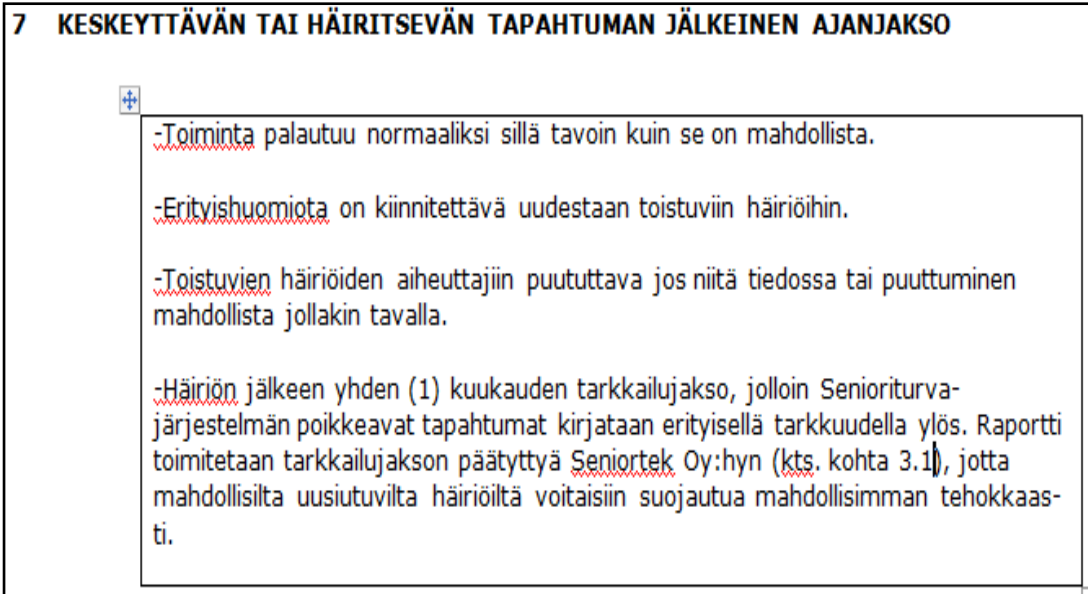 7 KESKEYTTÄVÄN TAI HÄIRITSEVÄN TAPAHTUMAN JÄLKEINEN AJANJAKSO
-Toiminta palautuu normaaliksi sillä tavoin kuin se on mahdollista.
-Erityishuomiota on kiinnitettävä uudestaan toistuviin häiriöihin.
-Toistuvien häiriöiden aiheuttajiin puututtava jos niitä tiedossa tai puuttuminen
mahdollista jollakin tavalla.
-Häiriön jälkeen yhden (1) kuukauden tarkkailujakso, jolloin Senioriturva-
järjestelmän poikkeavat tapahtumat kirjataan erityisellä tarkkuudella ylös. Raportti
toimitetaan tarkkailujakson päätyttyä Seniortek Oy:hyn (kts. kohta 3.1), jotta
mahdollisilta uusiutuvilta häiriöiltä voitaisiin suojautua mahdollisimman tehokkaas-
ti.